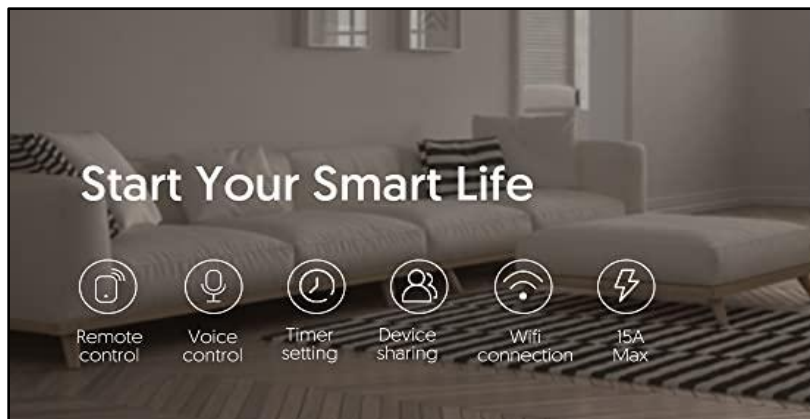 Start Your Smart Life
Remote
control
Voice
control
Timer
setting
Device
sharing
Wifi
connection
15A
Max